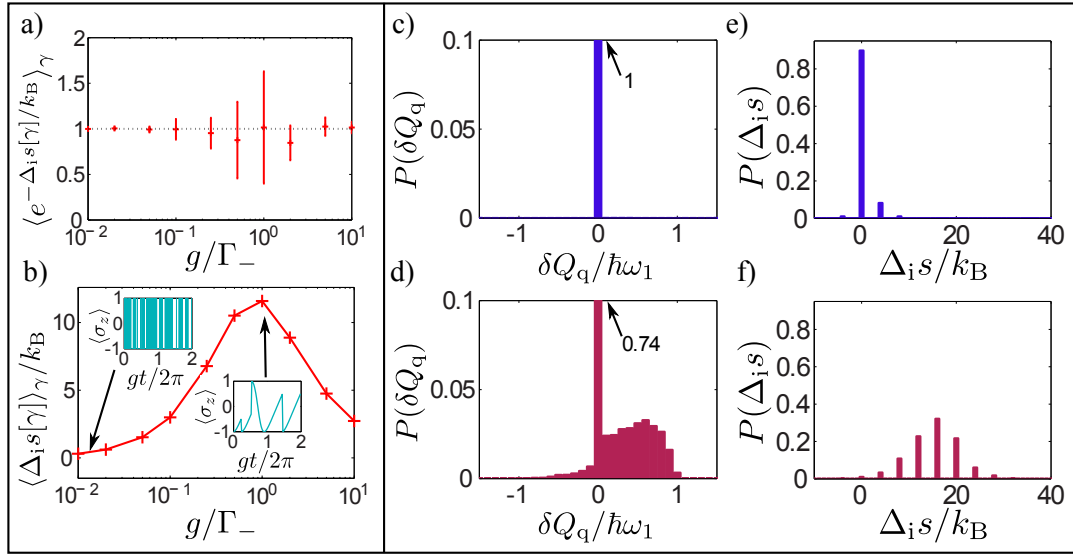 a)
⟨e^{−Δ_i s[γ]/k_B}⟩_γ
2
1.5
1
0.5
0
10^{−2}
10^{−1}
10^0
10^1
g/Γ_−
b)
⟨Δ_i s[γ]⟩_γ/k_B
10
5
0
10^{−2}
10^{−1}
10^0
10^1
g/Γ_−
⟨σ_z⟩
1
0
-1
0
1
2
gt/2π
⟨σ_z⟩
1
0
-1
0
1
2
gt/2π
c)
P(δQ_q)
0.1
0.05
0
1
-1
0
1
δQ_q/ℏω_1
d)
P(δQ_q)
0.1
0.05
0
0.74
-1
0
1
δQ_q/ℏω_1
e)
P(Δ_i s)
0.8
0.6
0.4
0.2
0
0
20
40
Δ_i s/k_B
f)
P(Δ_i s)
0.8
0.6
0.4
0.2
0
0
20
40
Δ_i s/k_B